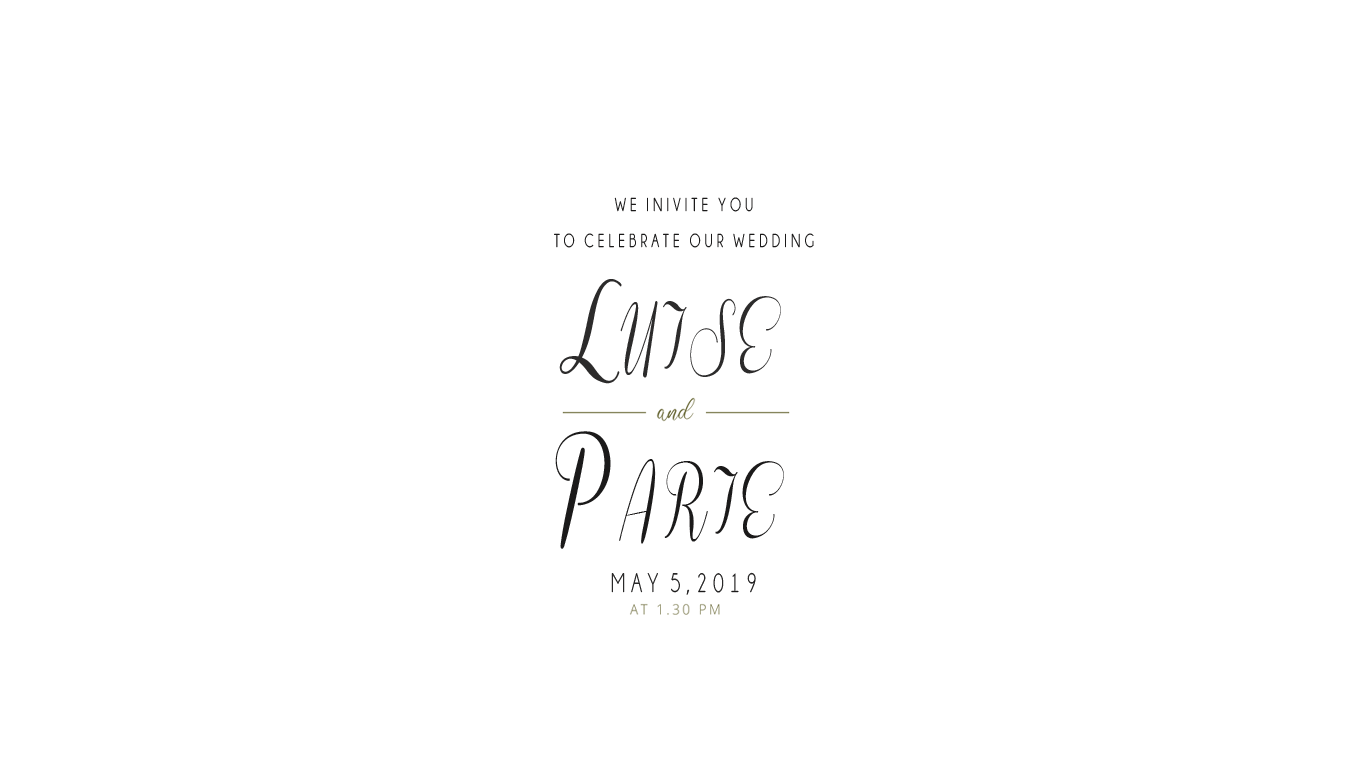 WE INIVITE YOU
TO CELEBRATE OUR WEDDING
LUISE
and
PARIE
MAY 5,2019
AT 1.30 PM